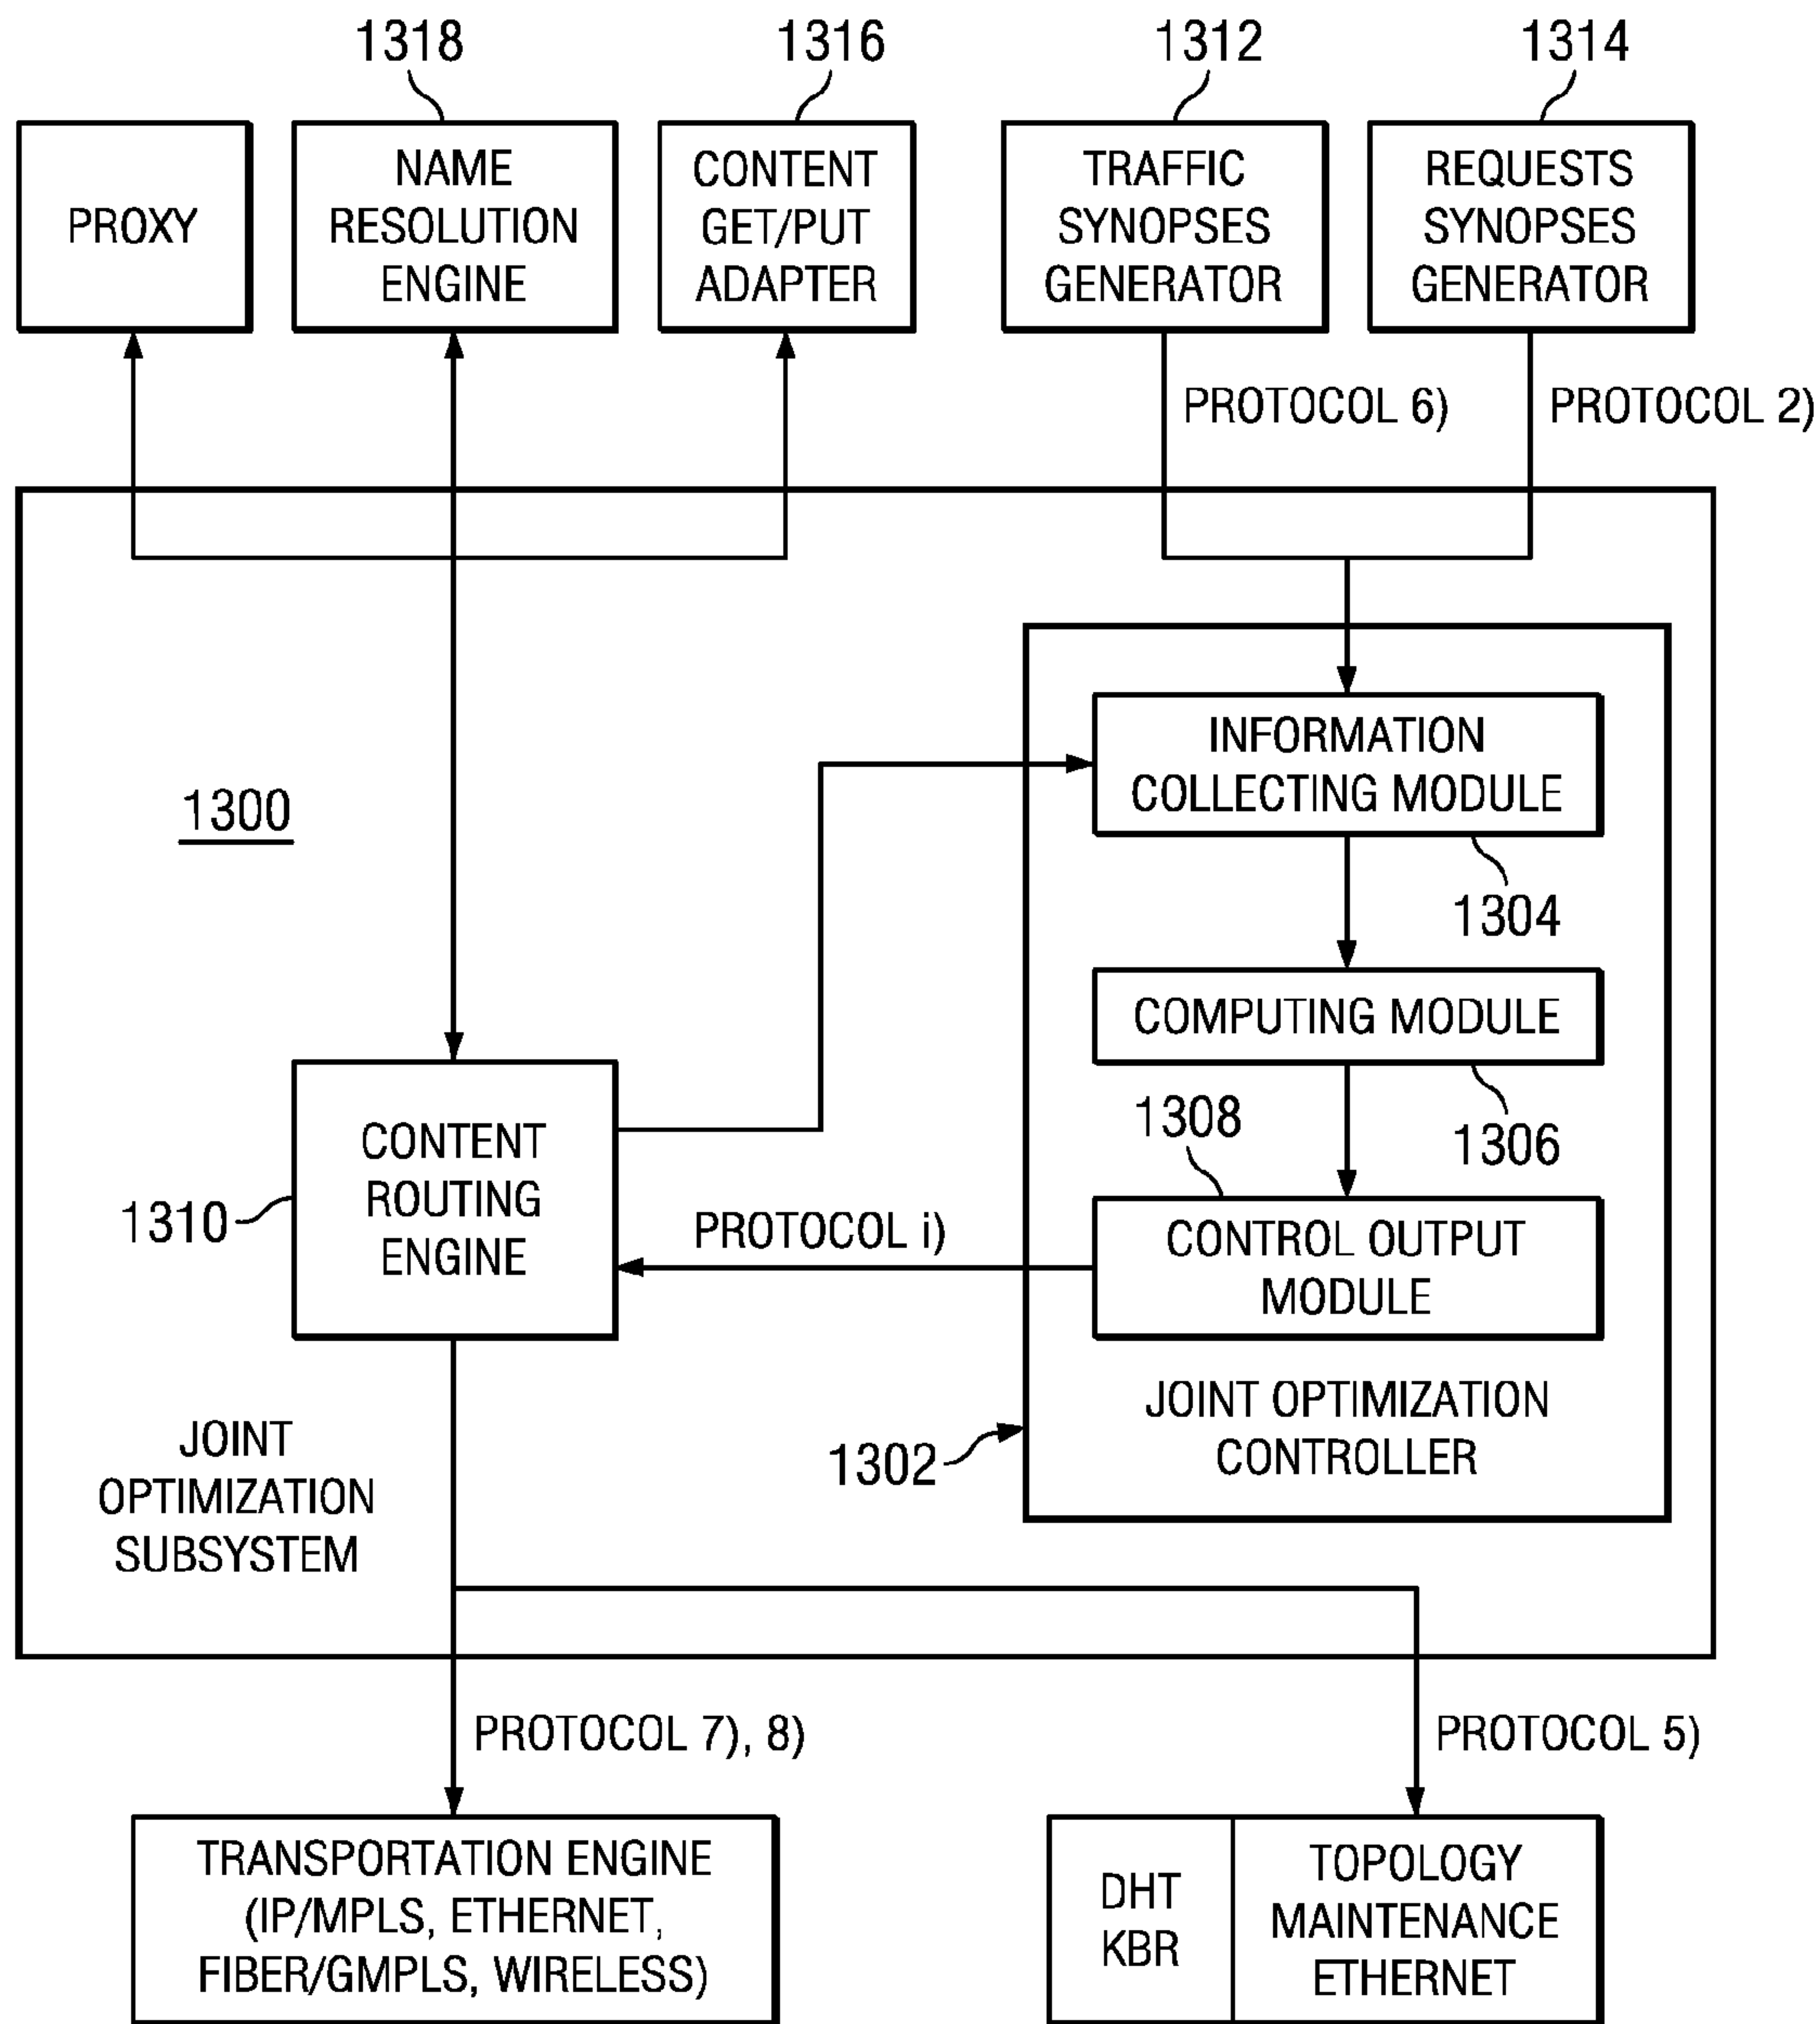 1318
1316
1312
1314
PROXY
NAME
RESOLUTION
ENGINE
CONTENT
GET/PUT
ADAPTER
TRAFFIC
SYNOPSES
GENERATOR
REQUESTS
SYNOPSES
GENERATOR
PROTOCOL 6)
PROTOCOL 2)
1300
INFORMATION
COLLECTING MODULE
1304
COMPUTING MODULE
1306
1308
CONTENT
ROUTING
ENGINE
1310
PROTOCOL i)
CONTROL OUTPUT
MODULE
JOINT OPTIMIZATION
CONTROLLER
1302
JOINT
OPTIMIZATION
SUBSYSTEM
PROTOCOL 7), 8)
PROTOCOL 5)
TRANSPORTATION ENGINE
(IP/MPLS, ETHERNET,
FIBER/GMPLS, WIRELESS)
DHT
KBR
TOPOLOGY
MAINTENANCE
ETHERNET